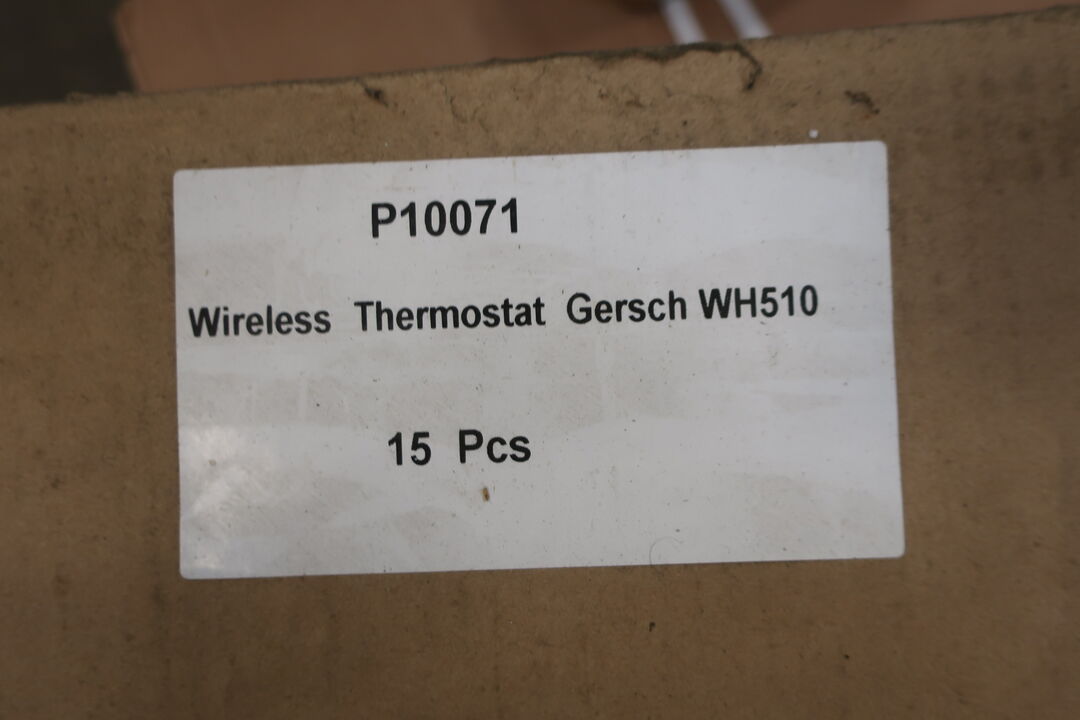 P10071
Wireless Thermostat Gersch WH510
15 Pcs